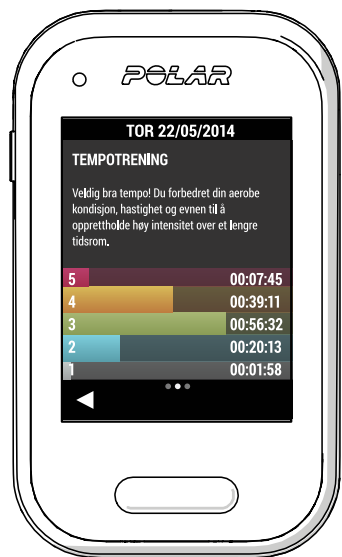 POLAR
TOR 22/05/2014
TEMPOTRENING
Veldig bra tempo! Du forbedret din aerobe
kondisjon, hastighet og evnen til å
opprettholde høy intensitet over et lengre
tidsrom.
5 00:07:45
4 00:39:11
3 00:56:32
2 00:20:13
1 00:01:58